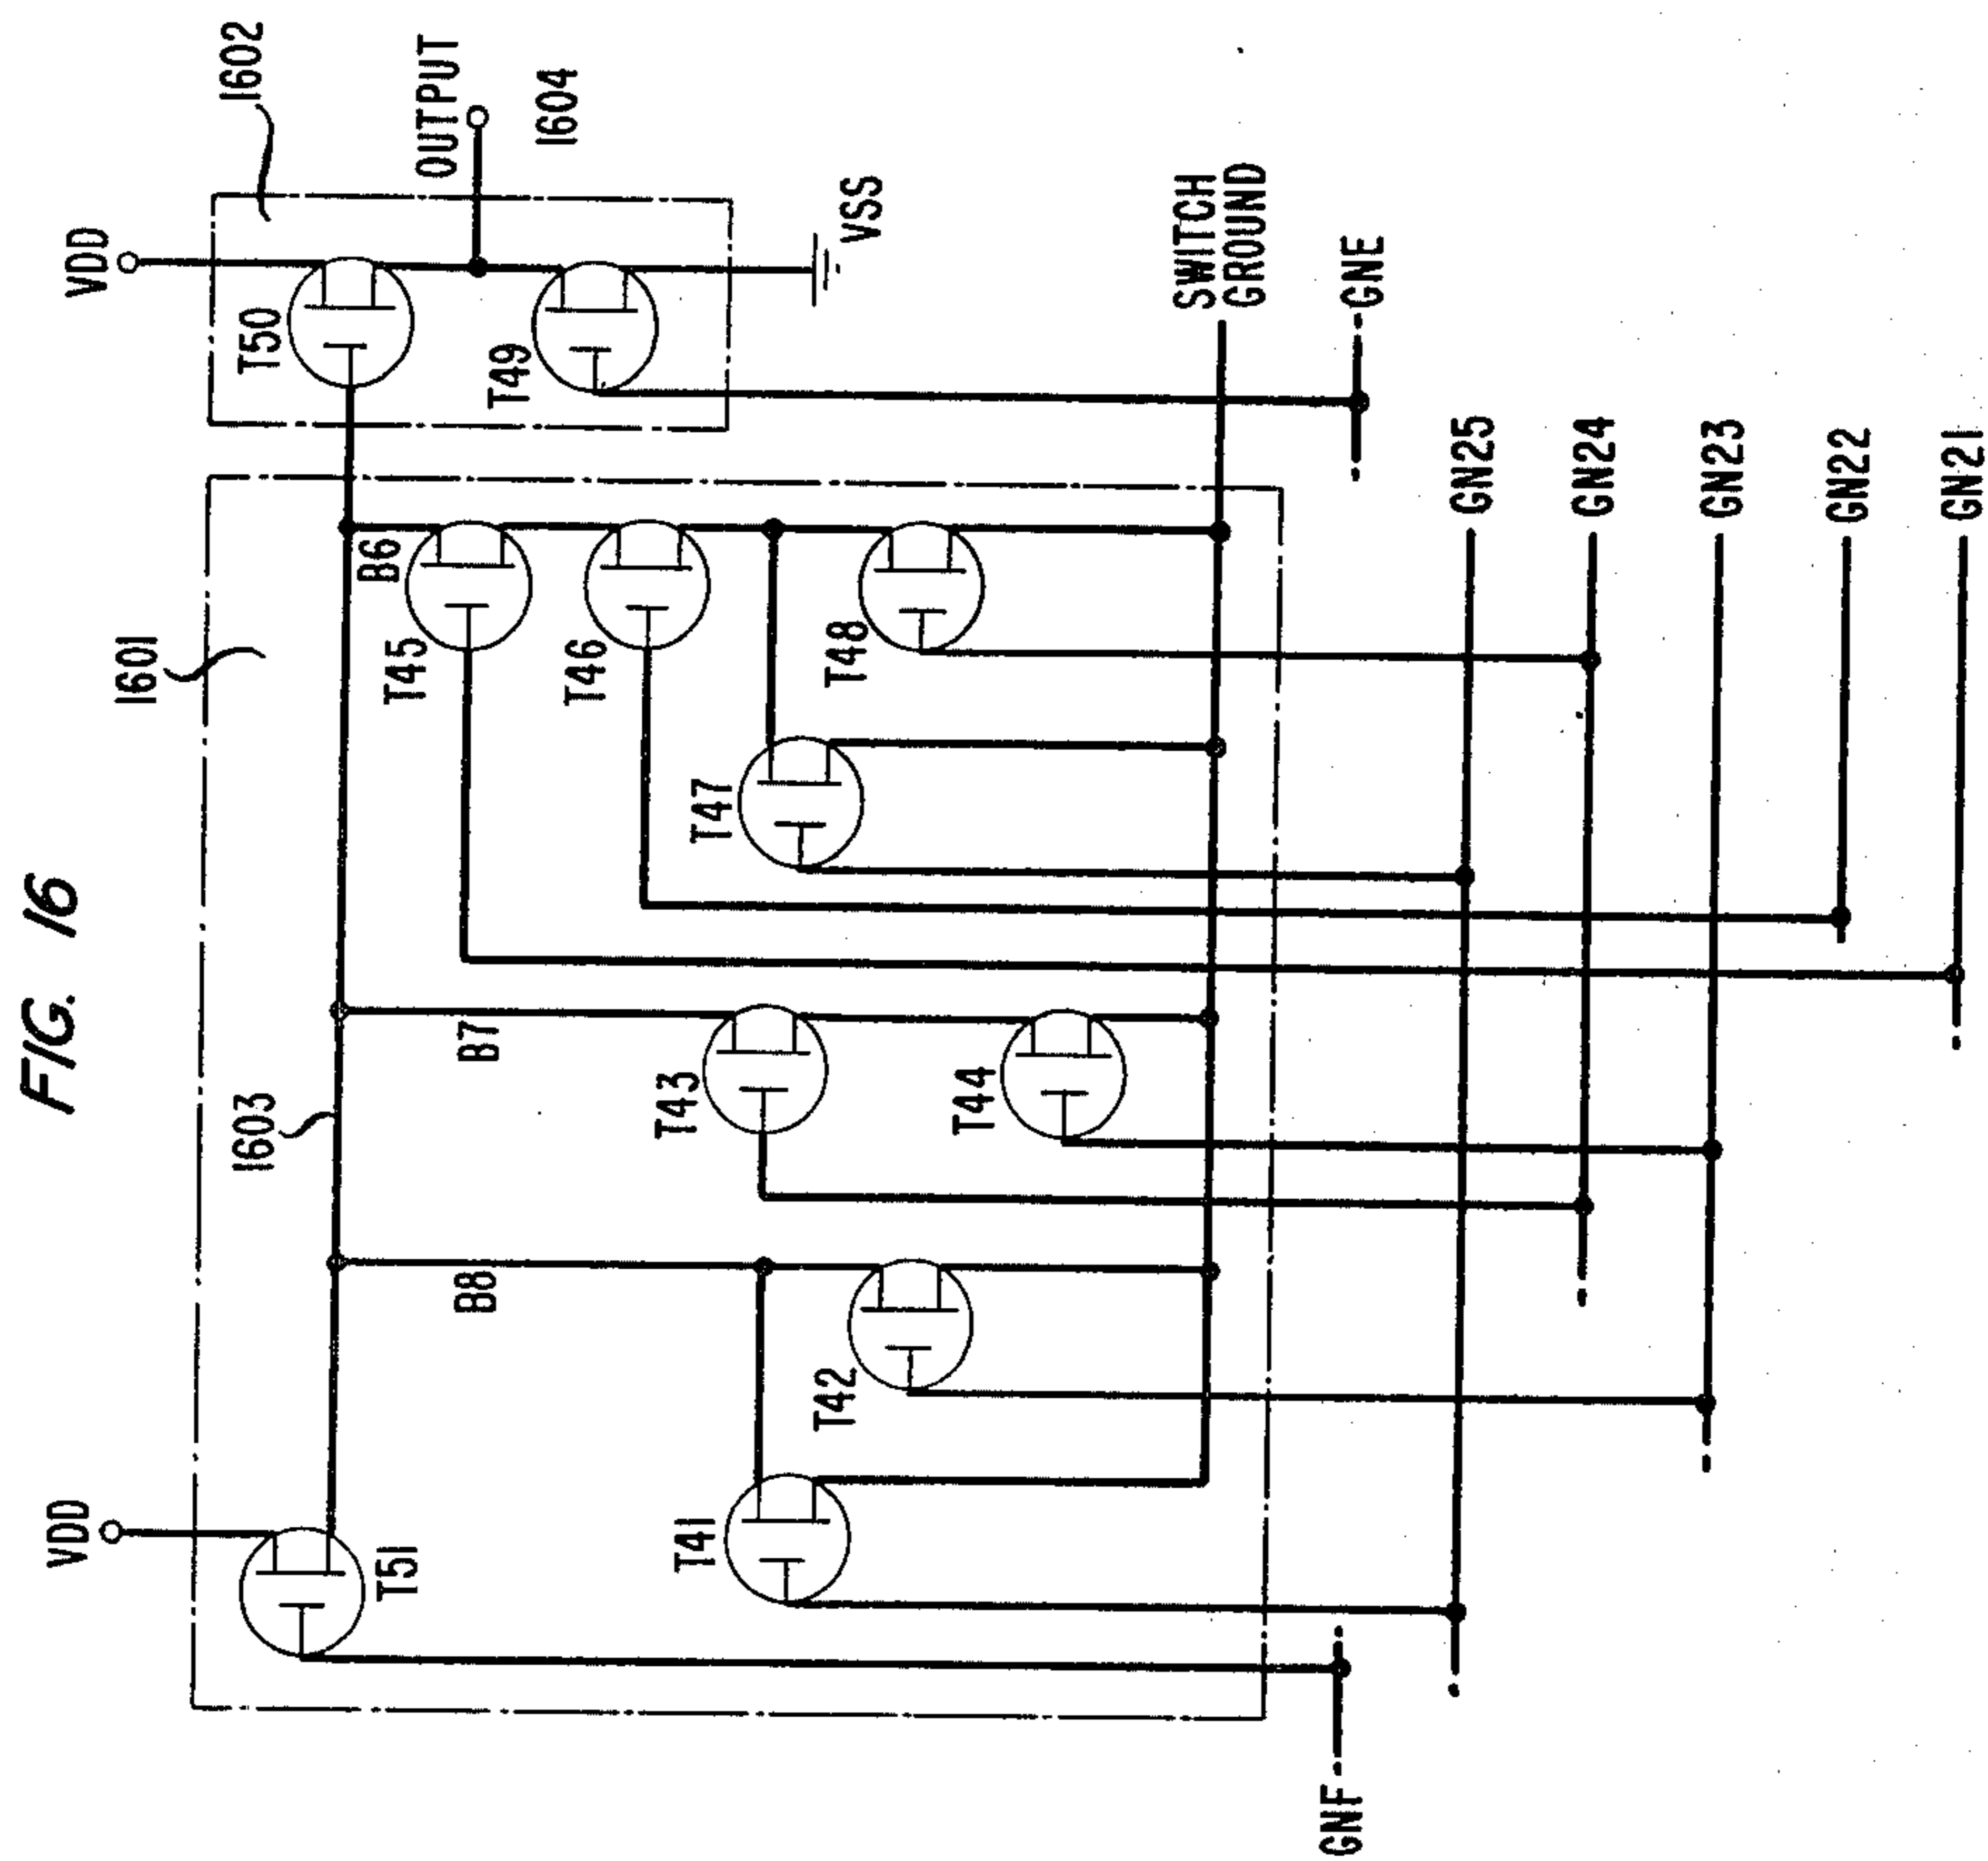 FIG. 16
VDD
1602
OUTPUT
1604
T50
T49
VSS
1601
B6
T45
T46
T48
T47
SWITCH
GROUND
GNE
GN25
GN24
GN23
GN22
GN21
1603
B7
T43
T44
B8
T42
VDD
T51
T41
GNF